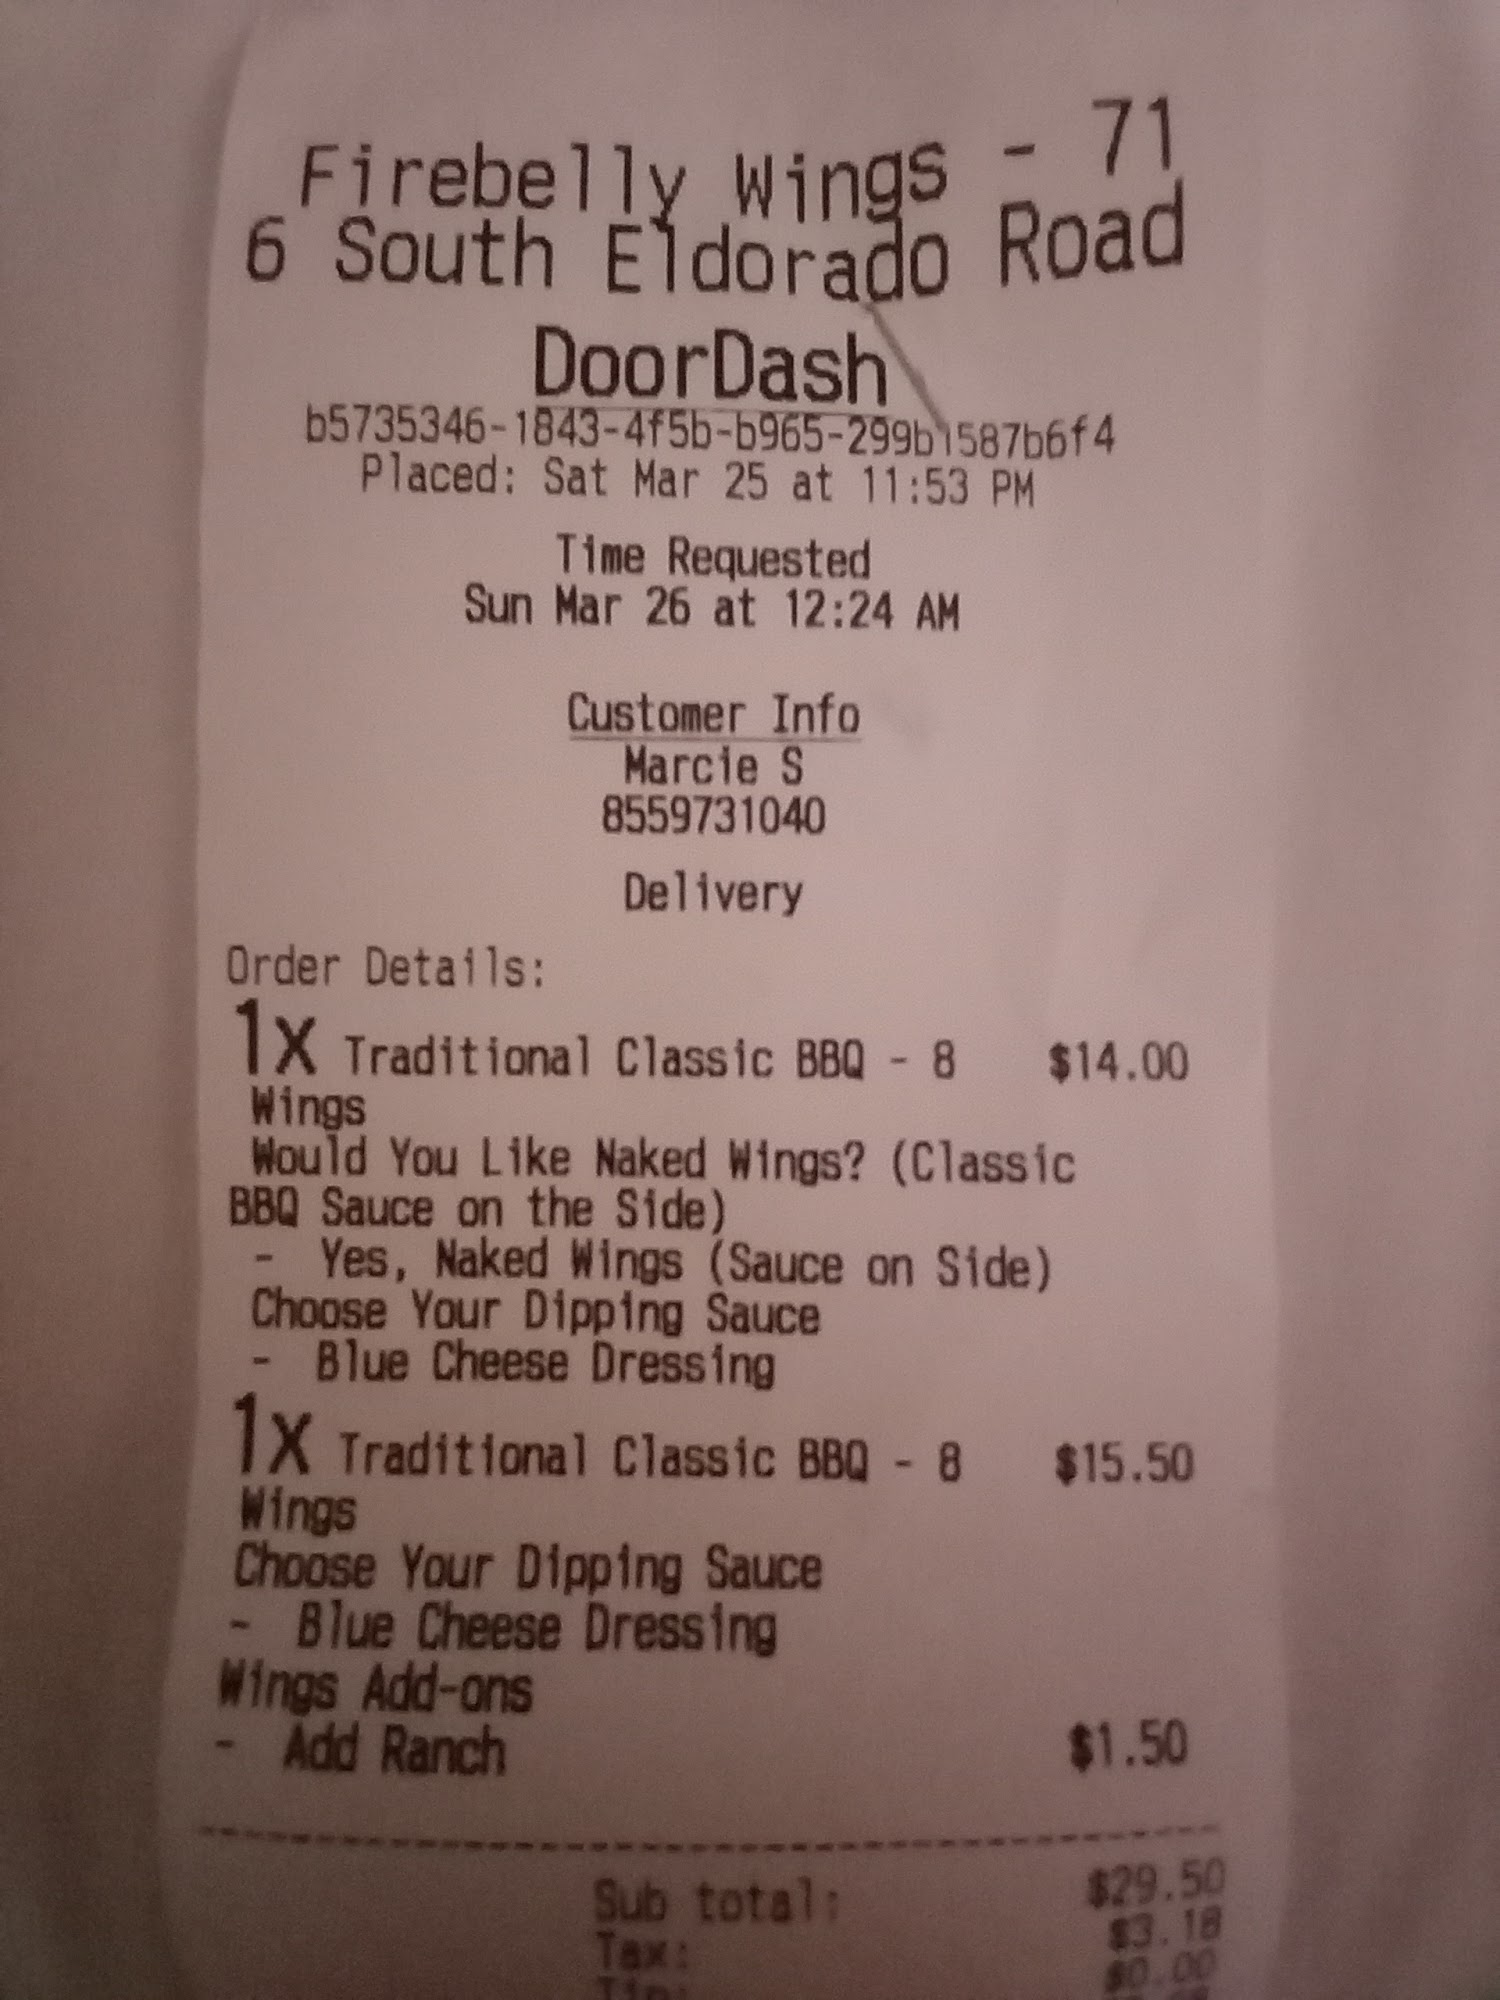 Firebelly Wings - 71
6 South Eldorado Road
DoorDash
b5735346-1843-4f5b-b965-299b1587b6f4
Placed: Sat Mar 25 at 11:53 PM
Time Requested
Sun Mar 26 at 12:24 AM
Customer Info
Marcie S
8559731040
Delivery
Order Details:
1x Traditional Classic BBQ - 8 $14.00
Wings
Would You Like Naked Wings? (Classic
BBQ Sauce on the Side)
- Yes, Naked Wings (Sauce on Side)
Choose Your Dipping Sauce
- Blue Cheese Dressing
1x Traditional Classic BBQ - 8 $15.50
Wings
Choose Your Dipping Sauce
- Blue Cheese Dressing
Wings Add-ons
- Add Ranch $1.50
Sub total: $29.50
Tax: $3.18
Tip: $0.00